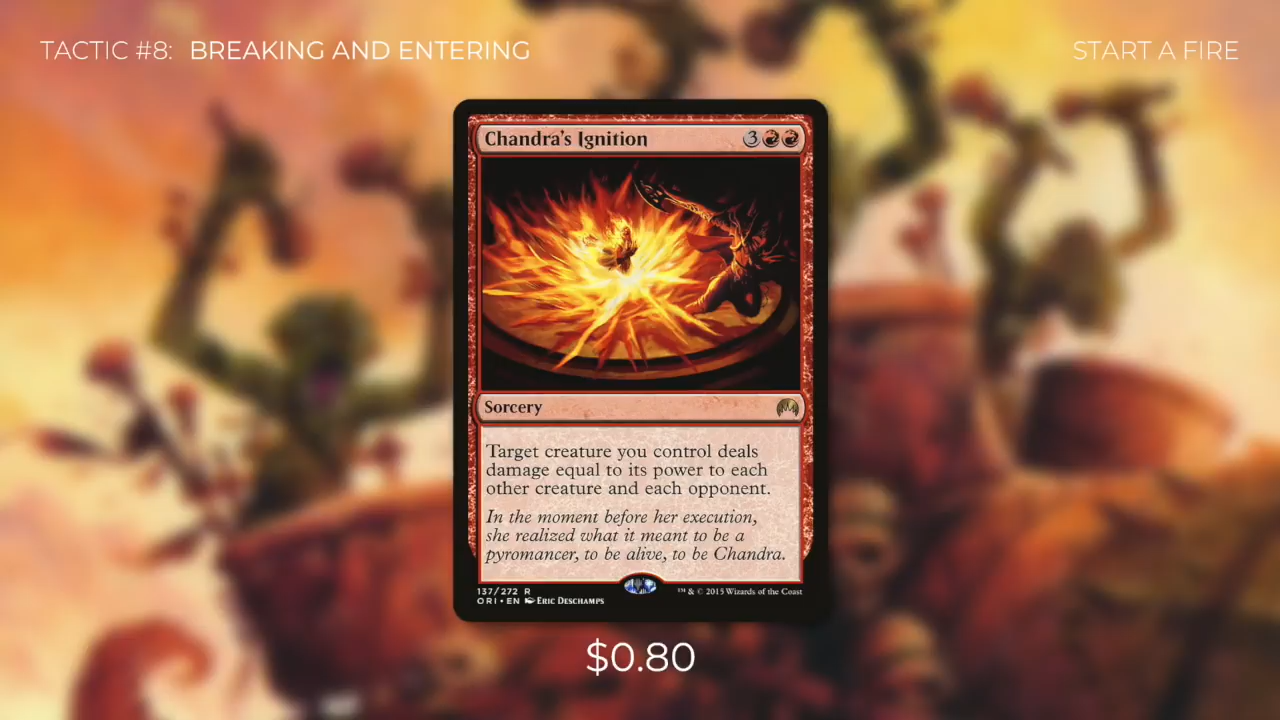 TACTIC #8: BREAKING AND ENTERING
START A FIRE
Chandra's Ignition 3
Sorcery
Target creature you control deals
damage equal to its power to each
other creature and each opponent.
In the moment before her execution,
she realized what it meant to be a
pyromancer, to be alive, to be Chandra.
137/272 R
ORI • EN ERIC DESCHAMPS
™ & © 2015 Wizards of the Coast
$0.80